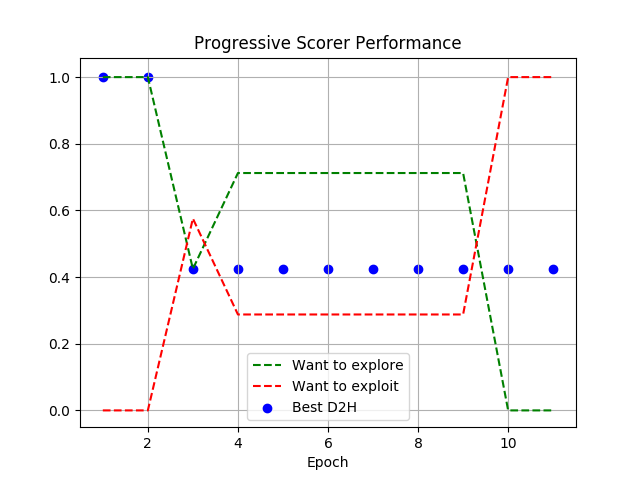 Progressive Scorer Performance
1.0
0.8
0.6
0.4
0.2
0.0
Want to explore
Want to exploit
Best D2H
2 4 6 8 10
Epoch